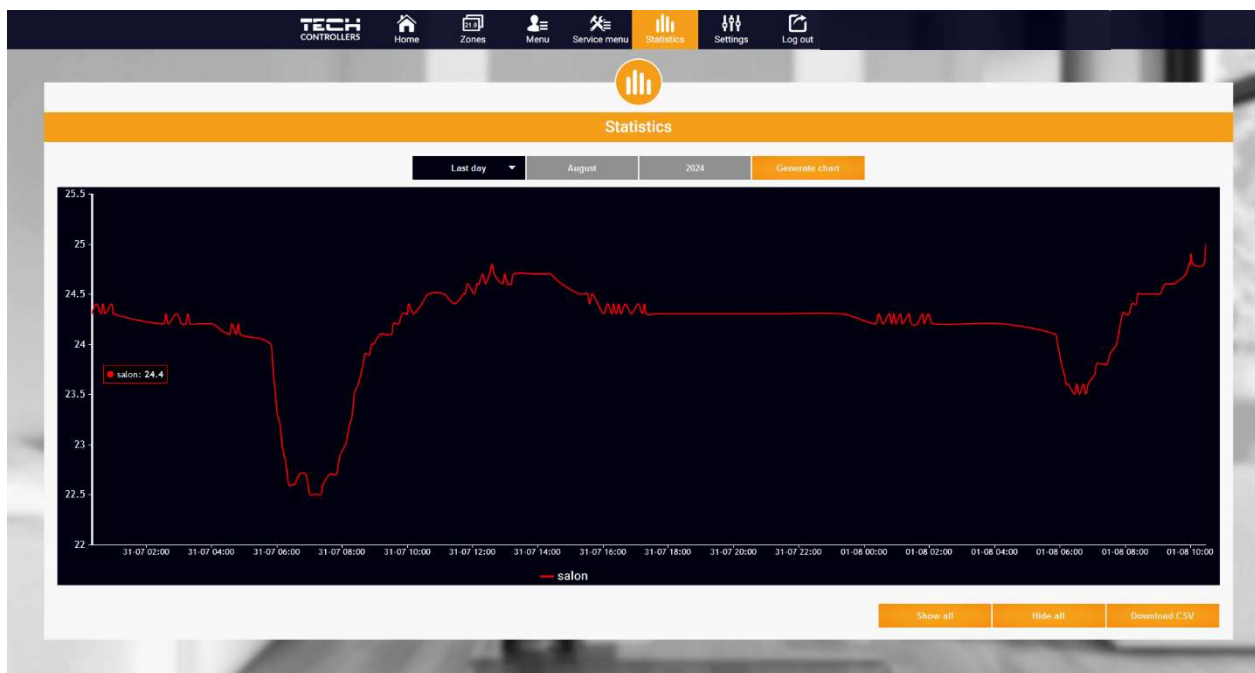 TECH
CONTROLLERS
Home
21.0
Zones
Menu
Service menu
Statistics
Settings
Log out
Statistics
Last day
August
2024
Generate chart
25.5
25
24.5
24
23.5
23
22.5
22
salon: 24.4
31-07 02:00 31-07 04:00 31-07 06:00 31-07 08:00 31-07 10:00 31-07 12:00 31-07 14:00 31-07 16:00 31-07 18:00 31-07 20:00 31-07 22:00 01-08 00:00 01-08 02:00 01-08 04:00 01-08 06:00 01-08 08:00 01-08 10:00
salon
Show all
Hide all
Download CSV